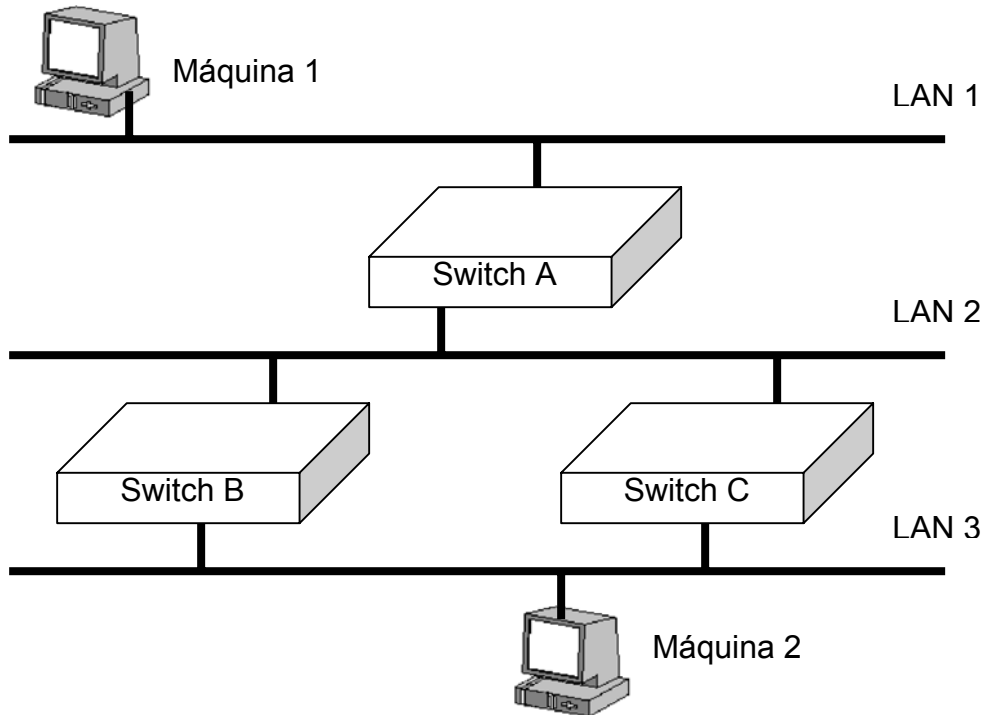 Máquina 1
LAN 1
Switch A
LAN 2
Switch B
Switch C
LAN 3
Máquina 2